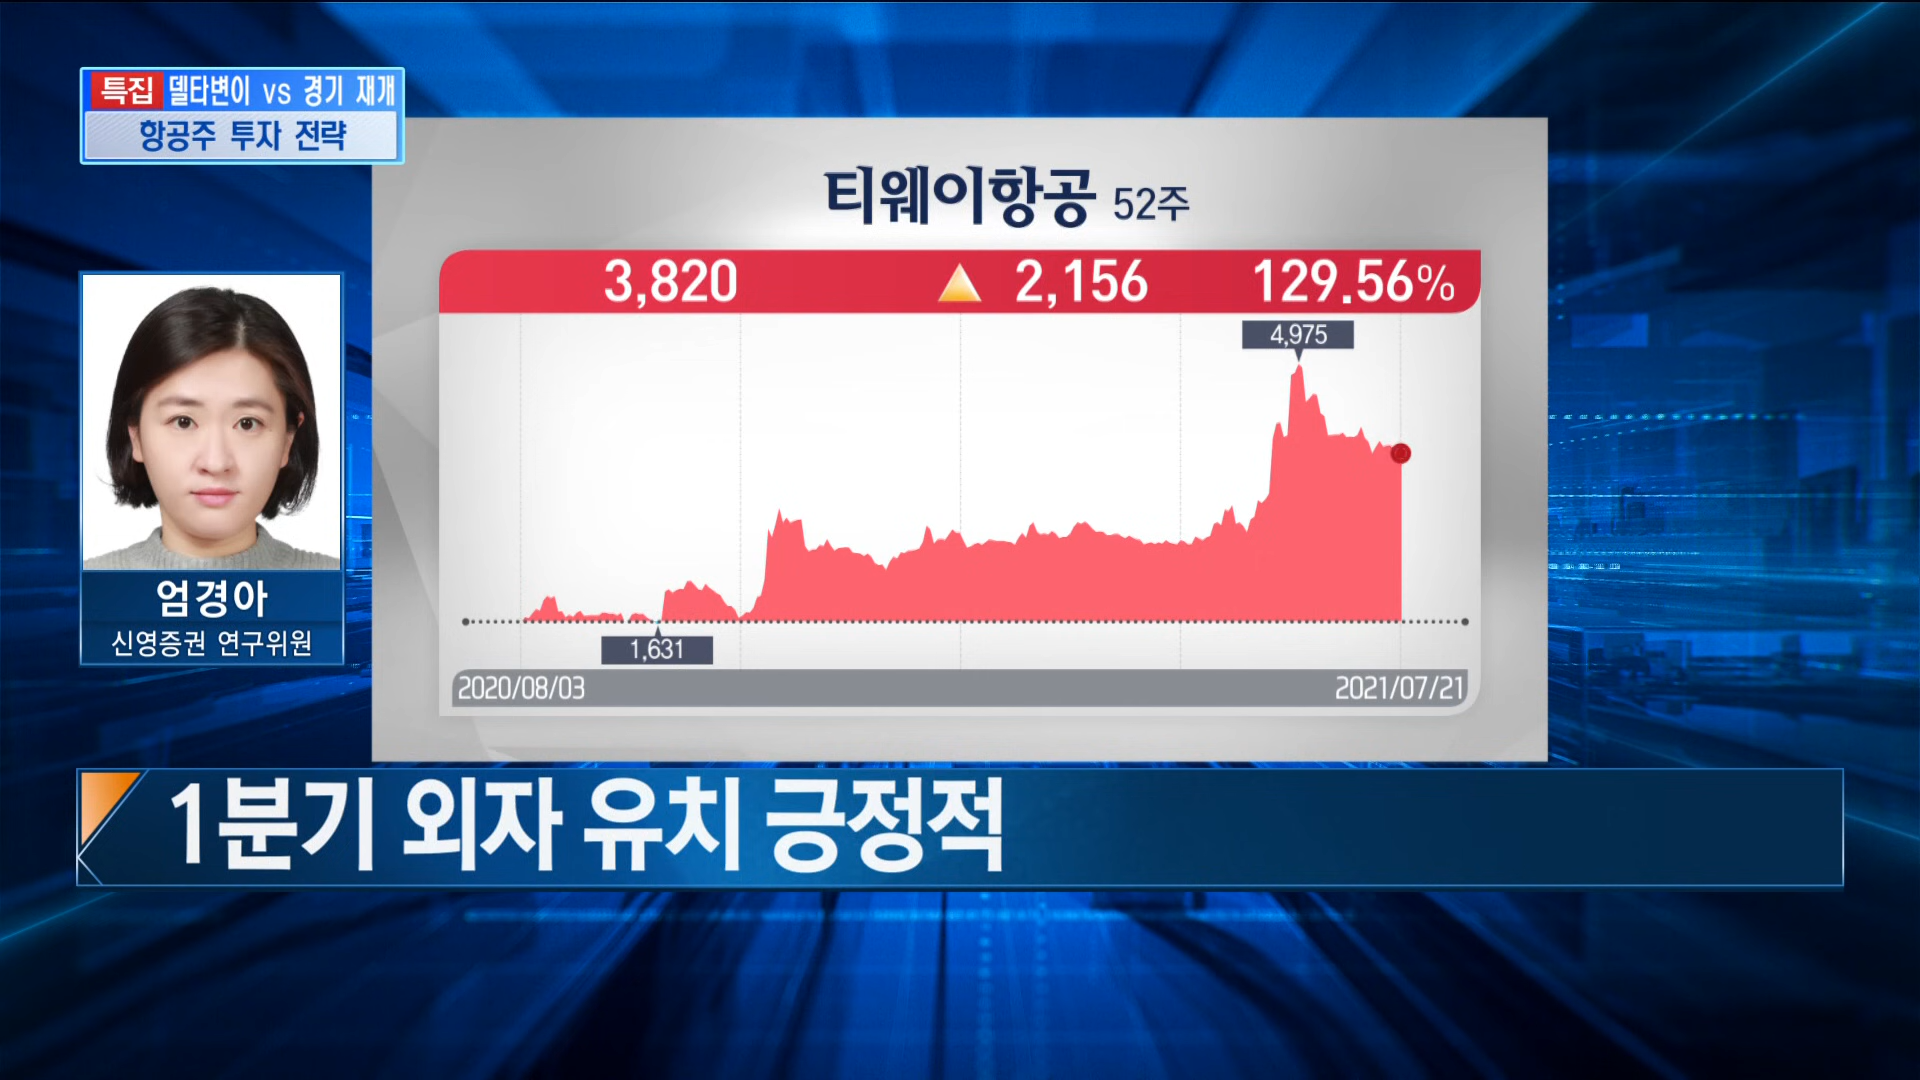 특집 델타변이 vs 경기 재개
항공주 투자 전략
티웨이항공 52주
3,820 ▲ 2,156 129.56%
4,975
1,631
2020/08/03 2021/07/21
엄경아
신영증권 연구위원
1분기 외자 유치 긍정적